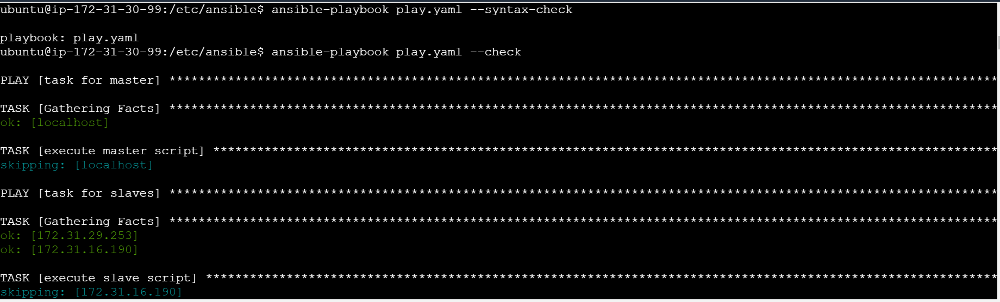 ubuntu@ip-172-31-30-99:/etc/ansible$ ansible-playbook play.yaml --syntax-check
playbook: play.yaml
ubuntu@ip-172-31-30-99:/etc/ansible$ ansible-playbook play.yaml --check
PLAY [task for master] *****************************************************************************************************************
TASK [Gathering Facts] *****************************************************************************************************************
ok: [localhost]
TASK [execute master script] ***********************************************************************************************************
skipping: [localhost]
PLAY [task for slaves] *****************************************************************************************************************
TASK [Gathering Facts] *****************************************************************************************************************
ok: [172.31.29.253]
ok: [172.31.16.190]
TASK [execute slave script] ************************************************************************************************************
skipping: [172.31.16.190]